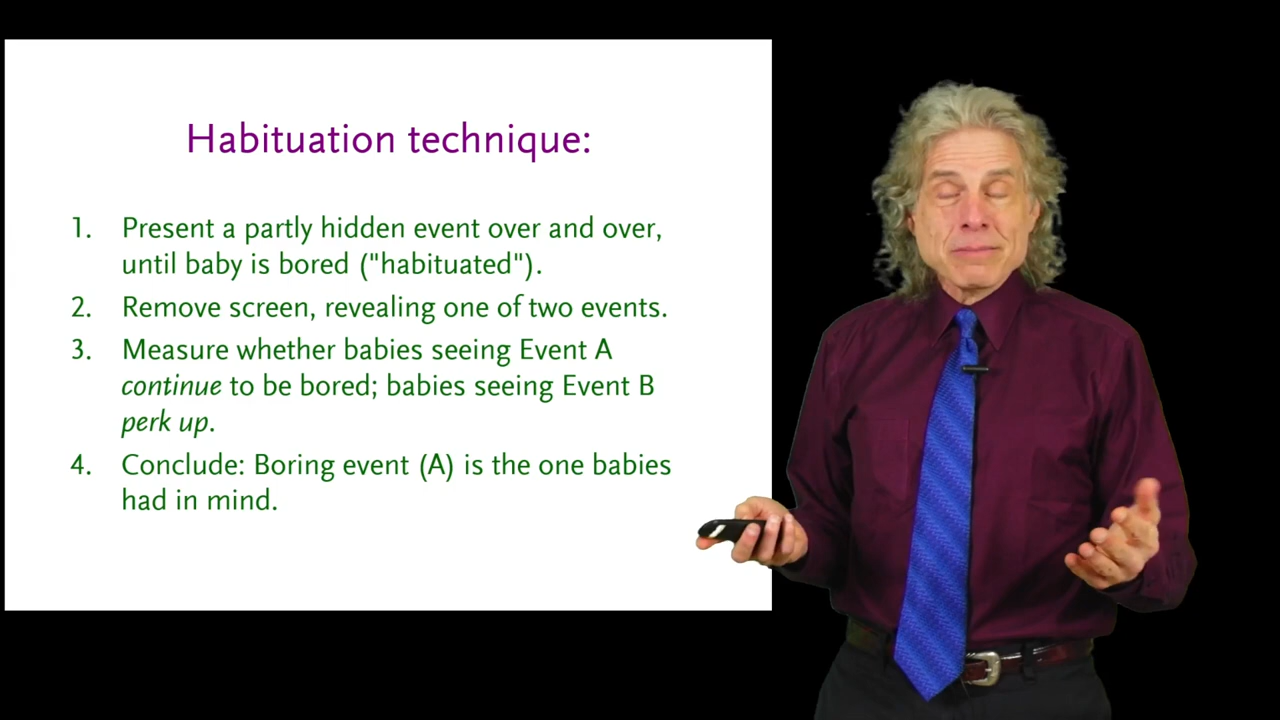 Habituation technique:
1. Present a partly hidden event over and over,
until baby is bored ("habituated").
2. Remove screen, revealing one of two events.
3. Measure whether babies seeing Event A
continue to be bored; babies seeing Event B
perk up.
4. Conclude: Boring event (A) is the one babies
had in mind.